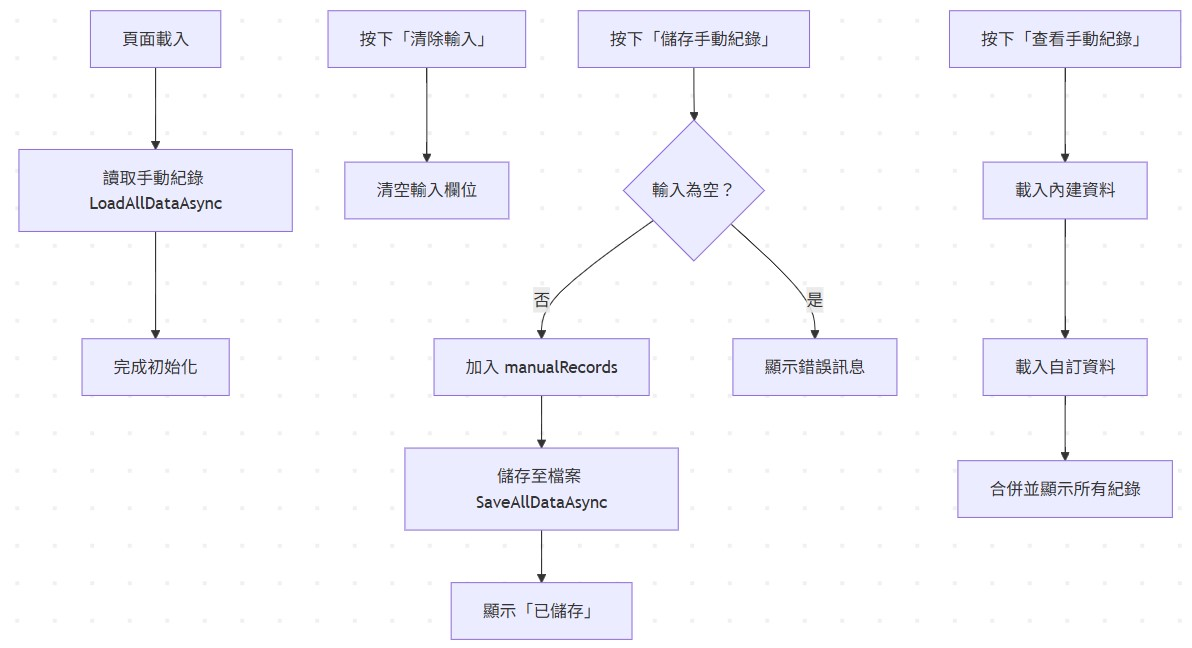 頁面載入
讀取手動紀錄
LoadAllDataAsync
完成初始化
按下「清除輸入」
清空輸入欄位
按下「儲存手動紀錄」
輸入為空？
否
是
加入 manualRecords
顯示錯誤訊息
儲存至檔案
SaveAllDataAsync
顯示「已儲存」
按下「查看手動紀錄」
載入內建資料
載入自訂資料
合併並顯示所有紀錄